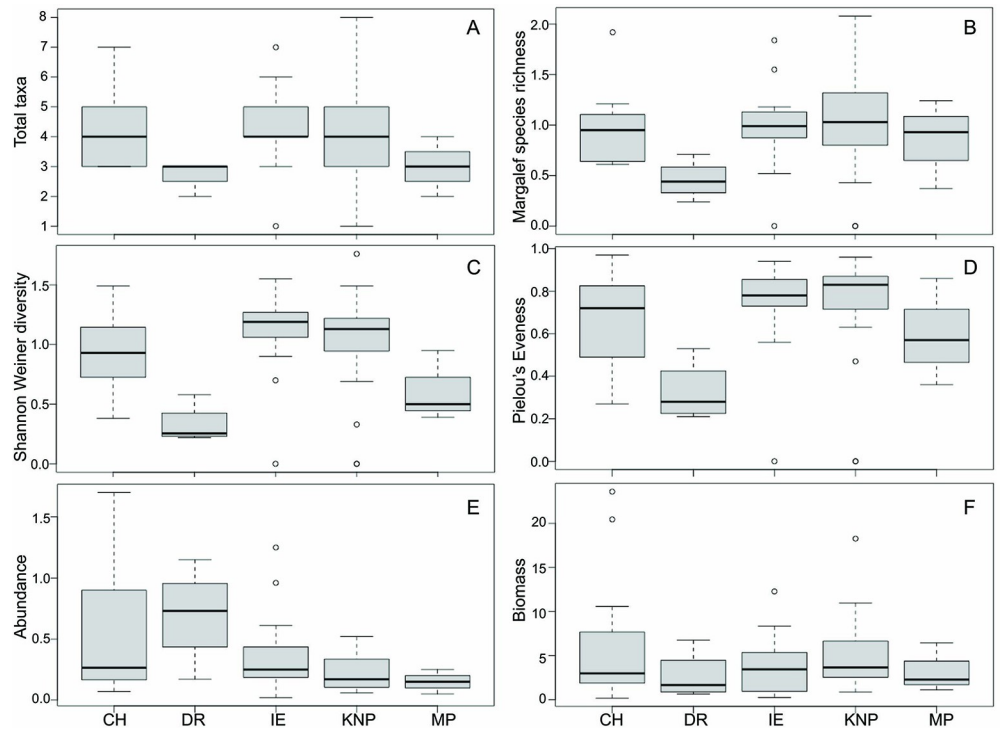 A
Total taxa
8
7
6
5
4
3
2
1
B
Margalef species richness
2.0
1.5
1.0
0.5
0.0
C
Shannon Weiner diversity
1.5
1.0
0.5
0.0
D
Pielou's Eveness
1.0
0.8
0.6
0.4
0.2
0.0
E
Abundance
1.5
1.0
0.5
0.0
CH DR IE KNP MP
F
Biomass
20
15
10
5
0
CH DR IE KNP MP